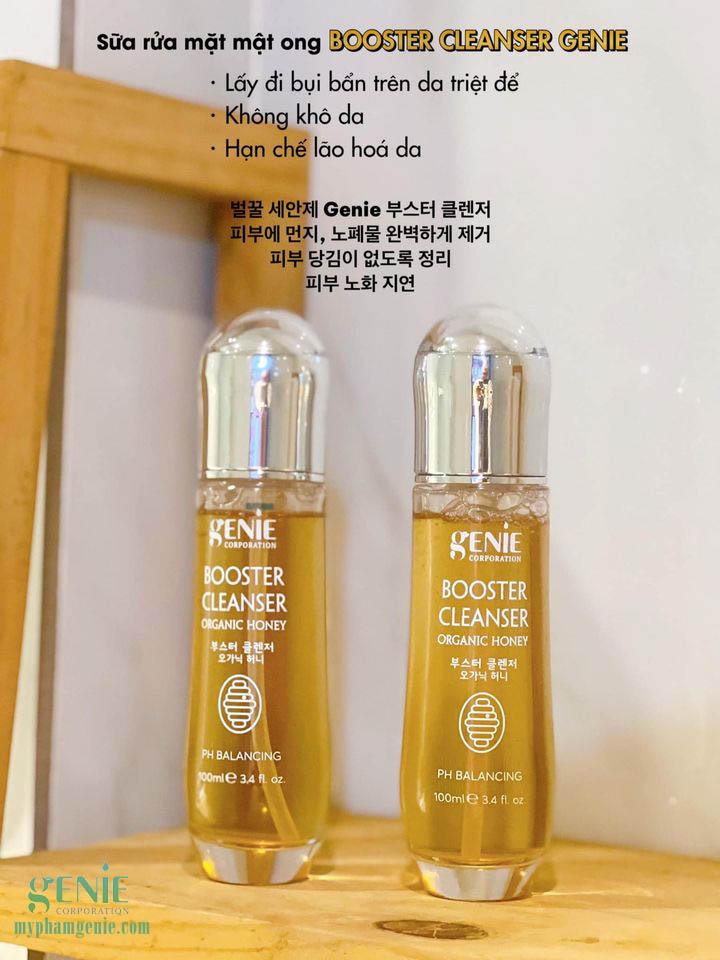 Sữa rửa mặt mật ong BOOSTER CLEANSER GENIE
· Lấy đi bụi bẩn trên da triệt để
· Không khô da
· Hạn chế lão hoá da
벌꿀 세안제 Genie 부스터 클렌저
피부에 먼지, 노폐물 완벽하게 제거
피부 당김이 없도록 정리
피부 노화 지연
gENiE
CORPORATION
BOOSTER
CLEANSER
ORGANIC HONEY
부스터 클렌저
오가닉 허니
PH BALANCING
100ml℮ 3,4 fl. oz.
gENiE
CORPORATION
BOOSTER
CLEANSER
ORGANIC HONEY
부스터 클렌저
오가닉 허니
PH BALANCING
100ml℮ 3.4 fl. oz.
gENiE
CORPORATION
myphamgenie.com